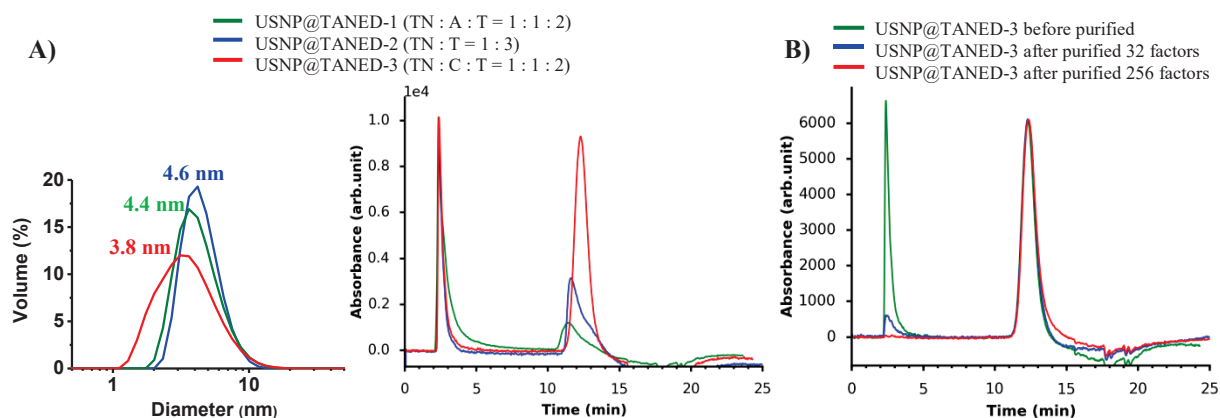 A)
USNP@TANED-1 (TN : A : T = 1 : 1 : 2)
USNP@TANED-2 (TN : T = 1 : 3)
USNP@TANED-3 (TN : C : T = 1 : 1 : 2)
4.6 nm
4.4 nm
3.8 nm
20
15
10
5
0
Volume (%)
1 10
Diameter (nm)
1e4
1.0
0.8
0.6
0.4
0.2
0.0
Absorbance (arb.unit)
0 5 10 15 20 25
Time (min)
B)
USNP@TANED-3 before purified
USNP@TANED-3 after purified 32 factors
USNP@TANED-3 after purified 256 factors
6000
5000
4000
3000
2000
1000
0
Absorbance (arb.unit)
0 5 10 15 20 25
Time (min)